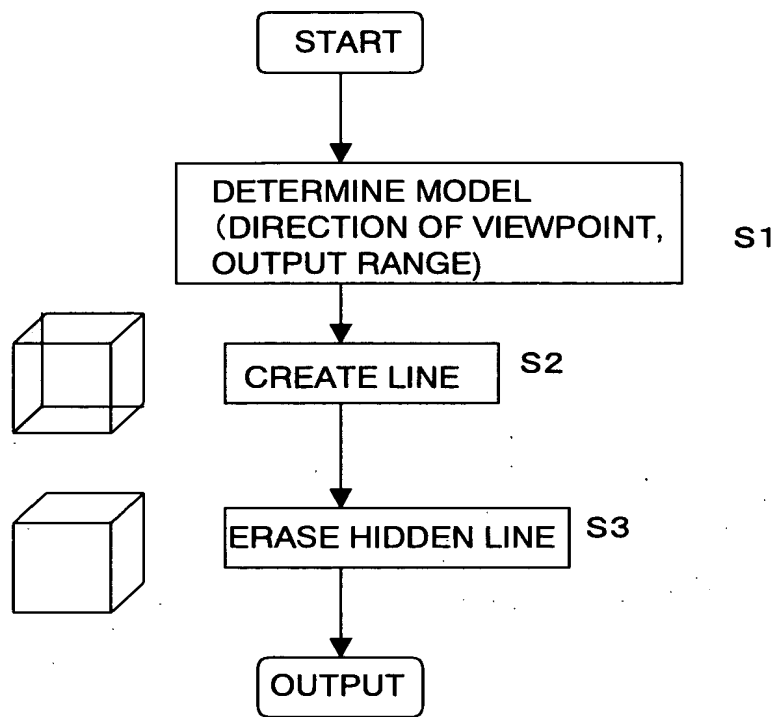 START
DETERMINE MODEL
(DIRECTION OF VIEWPOINT,
OUTPUT RANGE)
S1
CREATE LINE
S2
ERASE HIDDEN LINE
S3
OUTPUT